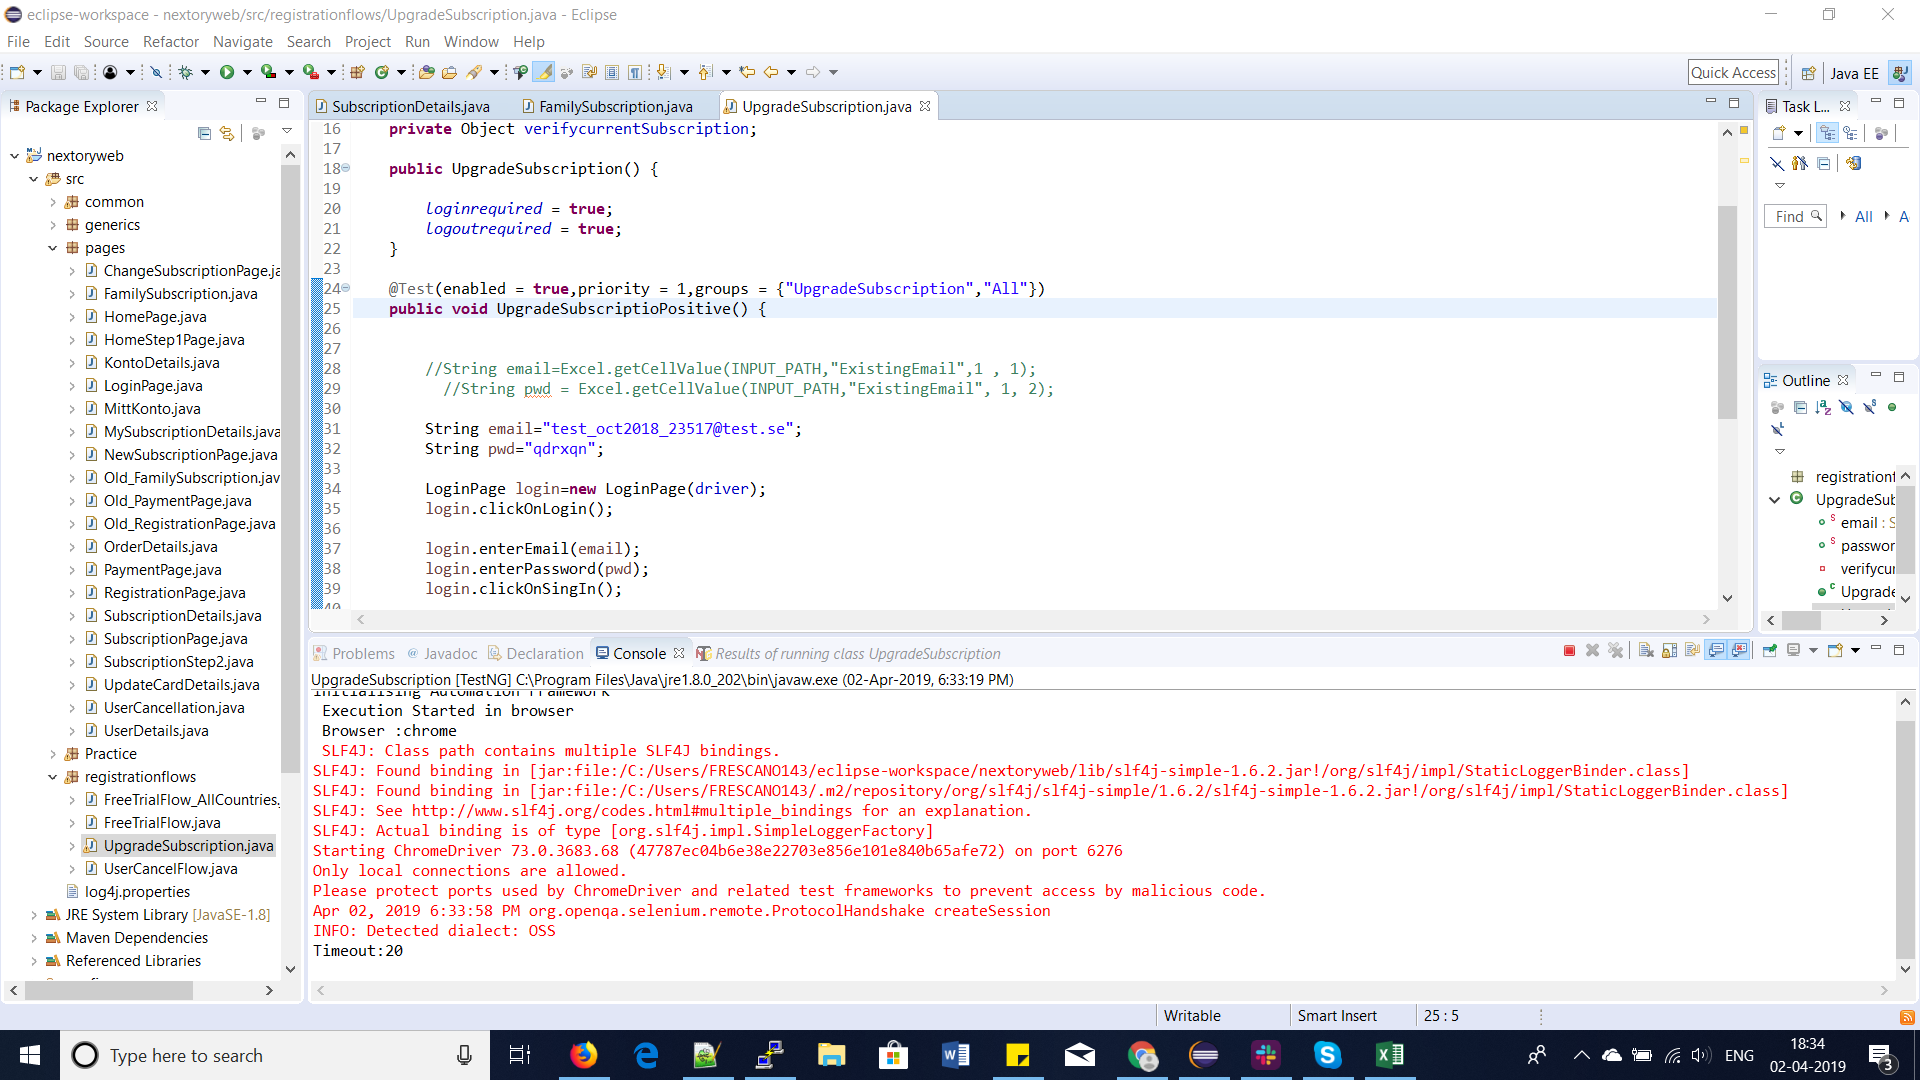 eclipse-workspace - nextoryweb/src/registrationflows/UpgradeSubscription.java - Eclipse
File Edit Source Refactor Navigate Search Project Run Window Help
Quick Access Java EE
Package Explorer
SubscriptionDetails.java FamilySubscription.java UpgradeSubscription.java
Task L...
nextoryweb
src
common
generics
pages
ChangeSubscriptionPage.ja
FamilySubscription.java
HomePage.java
HomeStep1Page.java
KontoDetails.java
LoginPage.java
MittKonto.java
MySubscriptionDetails.java
NewSubscriptionPage.java
Old_FamilySubscription.jav
Old_PaymentPage.java
Old_RegistrationPage.java
OrderDetails.java
PaymentPage.java
RegistrationPage.java
SubscriptionDetails.java
SubscriptionPage.java
SubscriptionStep2.java
UpdateCardDetails.java
UserCancellation.java
UserDetails.java
Practice
registrationflows
FreeTrialFlow_AllCountries.
FreeTrialFlow.java
UpgradeSubscription.java
UserCancelFlow.java
log4j.properties
JRE System Library [JavaSE-1.8]
Maven Dependencies
Referenced Libraries
16 private Object verifycurrentSubscription;
17
18 public UpgradeSubscription() {
19
20 loginrequired = true;
21 logoutrequired = true;
22 }
23
24 @Test(enabled = true,priority = 1,groups = {"UpgradeSubscription","All"})
25 public void UpgradeSubscriptioPositive() {
26
27
28 //String email=Excel.getCellValue(INPUT_PATH,"ExistingEmail",1 , 1);
29 //String pwd = Excel.getCellValue(INPUT_PATH,"ExistingEmail", 1, 2);
30
31 String email="test_oct2018_23517@test.se";
32 String pwd="qdrxqn";
33
34 LoginPage login=new LoginPage(driver);
35 login.clickOnLogin();
36
37 login.enterEmail(email);
38 login.enterPassword(pwd);
39 login.clickOnSingIn();
40
Find All A
Outline
registrationf
UpgradeSub
email : S
passwor
verifycur
Upgrade
Problems Javadoc Declaration Console Results of running class UpgradeSubscription
UpgradeSubscription [TestNG] C:\Program Files\Java\jre1.8.0_202\bin\javaw.exe (02-Apr-2019, 6:33:19 PM)
Initialising Automation Framework
Execution Started in browser
Browser :chrome
SLF4J: Class path contains multiple SLF4J bindings.
SLF4J: Found binding in [jar:file:/C:/Users/FRESCANO143/eclipse-workspace/nextoryweb/lib/slf4j-simple-1.6.2.jar!/org/slf4j/impl/StaticLoggerBinder.class]
SLF4J: Found binding in [jar:file:/C:/Users/FRESCANO143/.m2/repository/org/slf4j/slf4j-simple/1.6.2/slf4j-simple-1.6.2.jar!/org/slf4j/impl/StaticLoggerBinder.class]
SLF4J: See http://www.slf4j.org/codes.html#multiple_bindings for an explanation.
SLF4J: Actual binding is of type [org.slf4j.impl.SimpleLoggerFactory]
Starting ChromeDriver 73.0.3683.68 (47787ec04b6e38e22703e856e101e840b65afe72) on port 6276
Only local connections are allowed.
Please protect ports used by ChromeDriver and related test frameworks to prevent access by malicious code.
Apr 02, 2019 6:33:58 PM org.openqa.selenium.remote.ProtocolHandshake createSession
INFO: Detected dialect: OSS
Timeout:20
Writable Smart Insert 25 : 5
Type here to search
ENG
18:34
02-04-2019
3